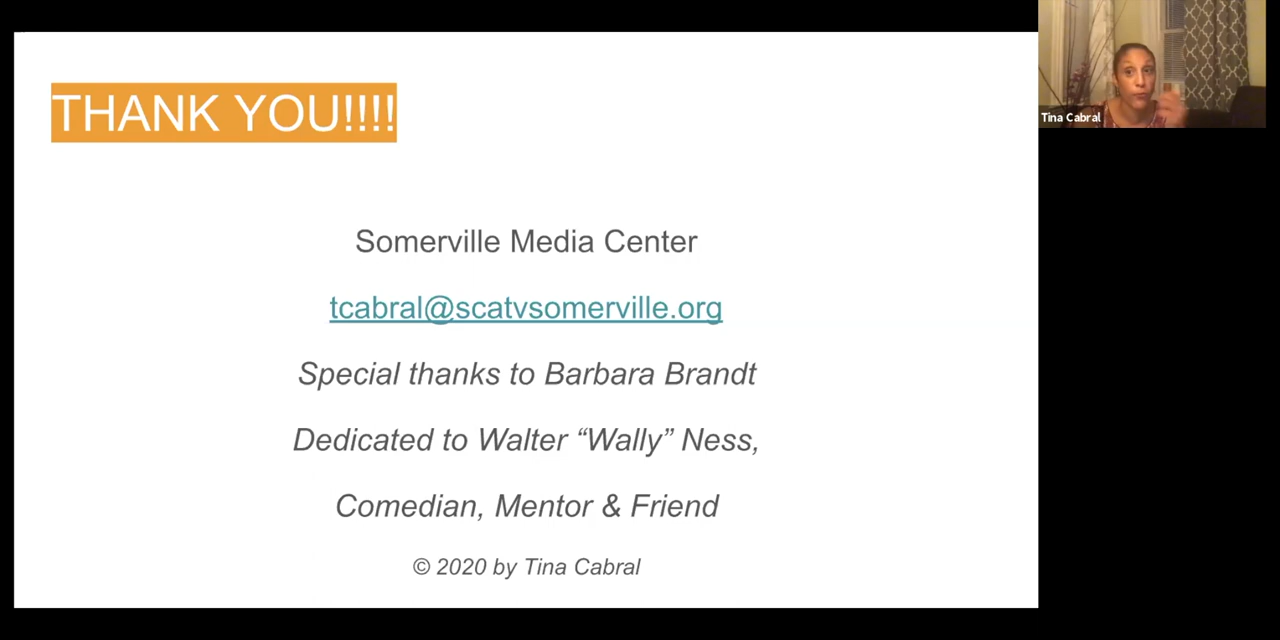 THANK YOU!!!!
Tina Cabral
Somerville Media Center
tcabral@scatvsomerville.org
Special thanks to Barbara Brandt
Dedicated to Walter “Wally” Ness,
Comedian, Mentor & Friend
© 2020 by Tina Cabral